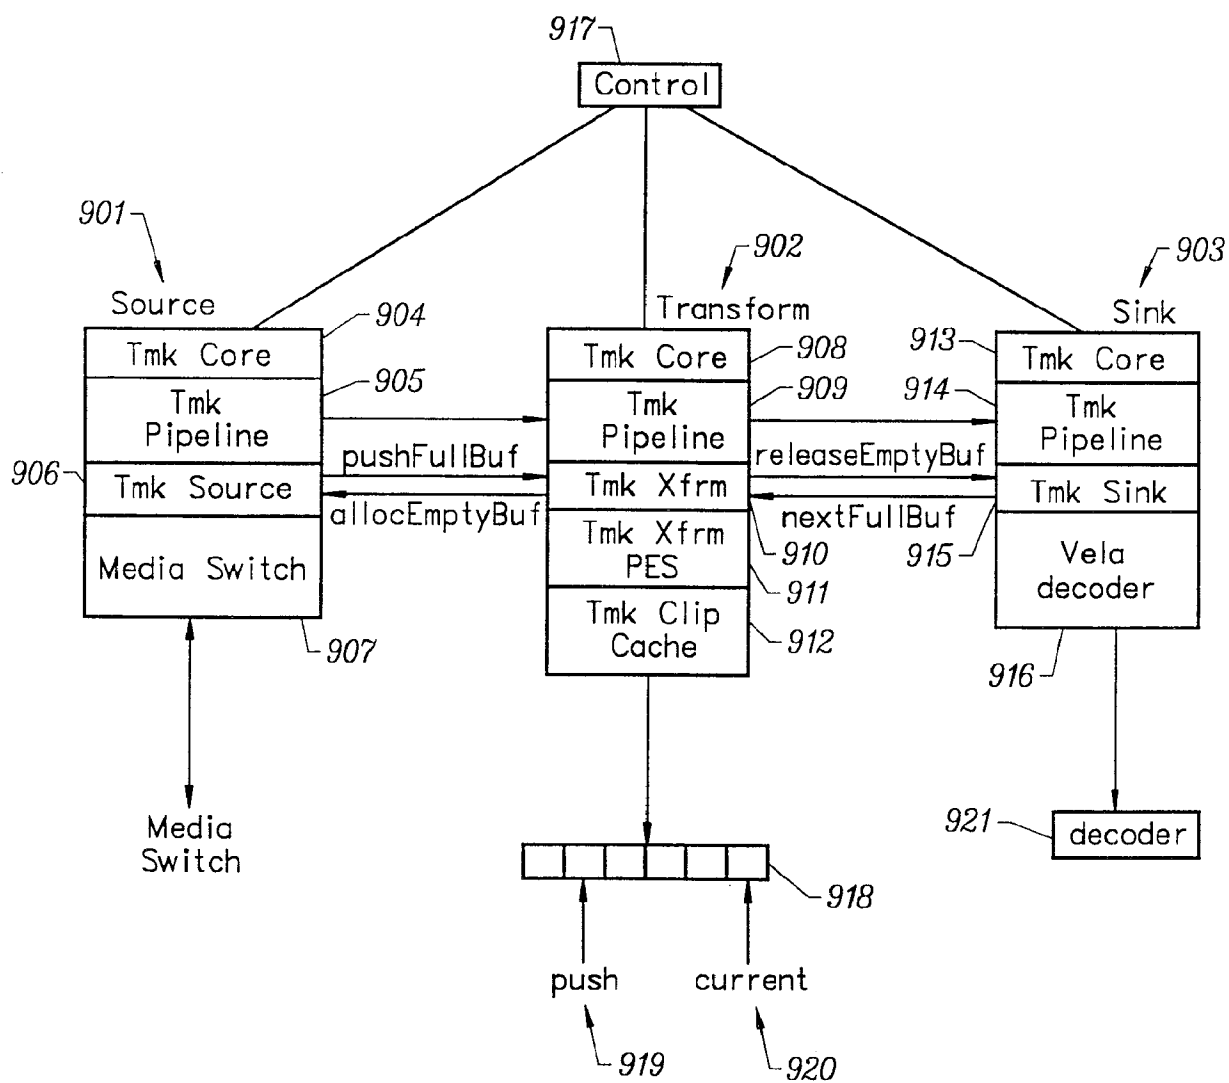 917
Control
901
902
903
Source
Transform
Sink
904
908
913
Tmk Core
Tmk Core
Tmk Core
905
909
914
Tmk
Pipeline
Tmk
Pipeline
Tmk
Pipeline
906
pushFullBuf
releaseEmptyBuf
Tmk Source
Tmk Xfrm
Tmk Sink
allocEmptyBuf
nextFullBuf
910
915
Media Switch
Tmk Xfrm
PES
Vela
decoder
911
907
Tmk Clip
Cache
912
916
Media
Switch
921
decoder
918
push
current
919
920